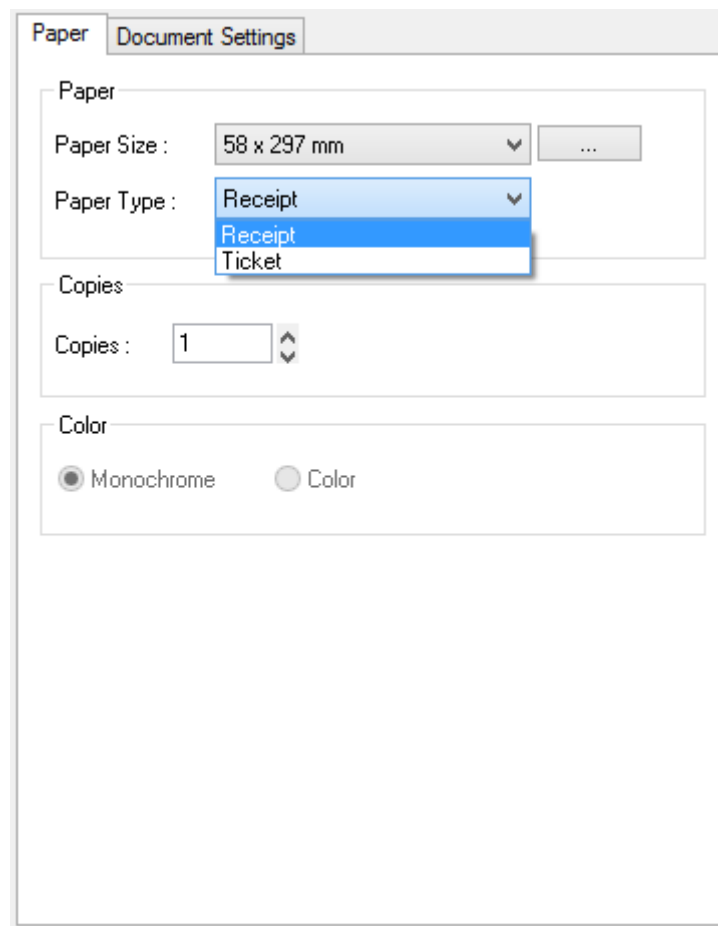 Paper Document Settings
Paper
Paper Size : 58 x 297 mm ...
Paper Type : Receipt
Receipt
Ticket
Copies
Copies : 1
Color
Monochrome Color